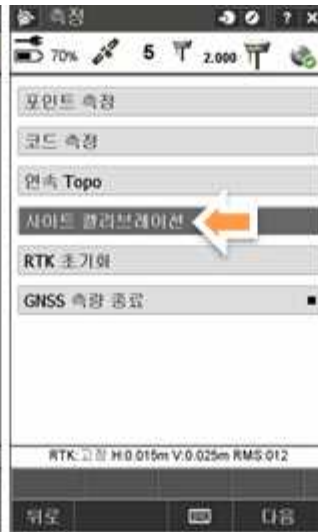 측정
? X
70% 5 2.000
포인트 측정
코드 측정
연속 Topo
사이트 캘리브레이션
RTK 초기화
GNSS 측량 종료
RTK: 고정 H:0.015m V:0.025m RMS:012
뒤로 다음